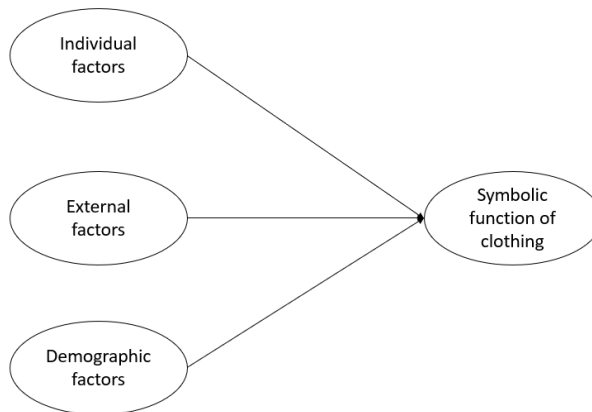 Individual
factors
External
factors
Symbolic
function of
clothing
Demographic
factors